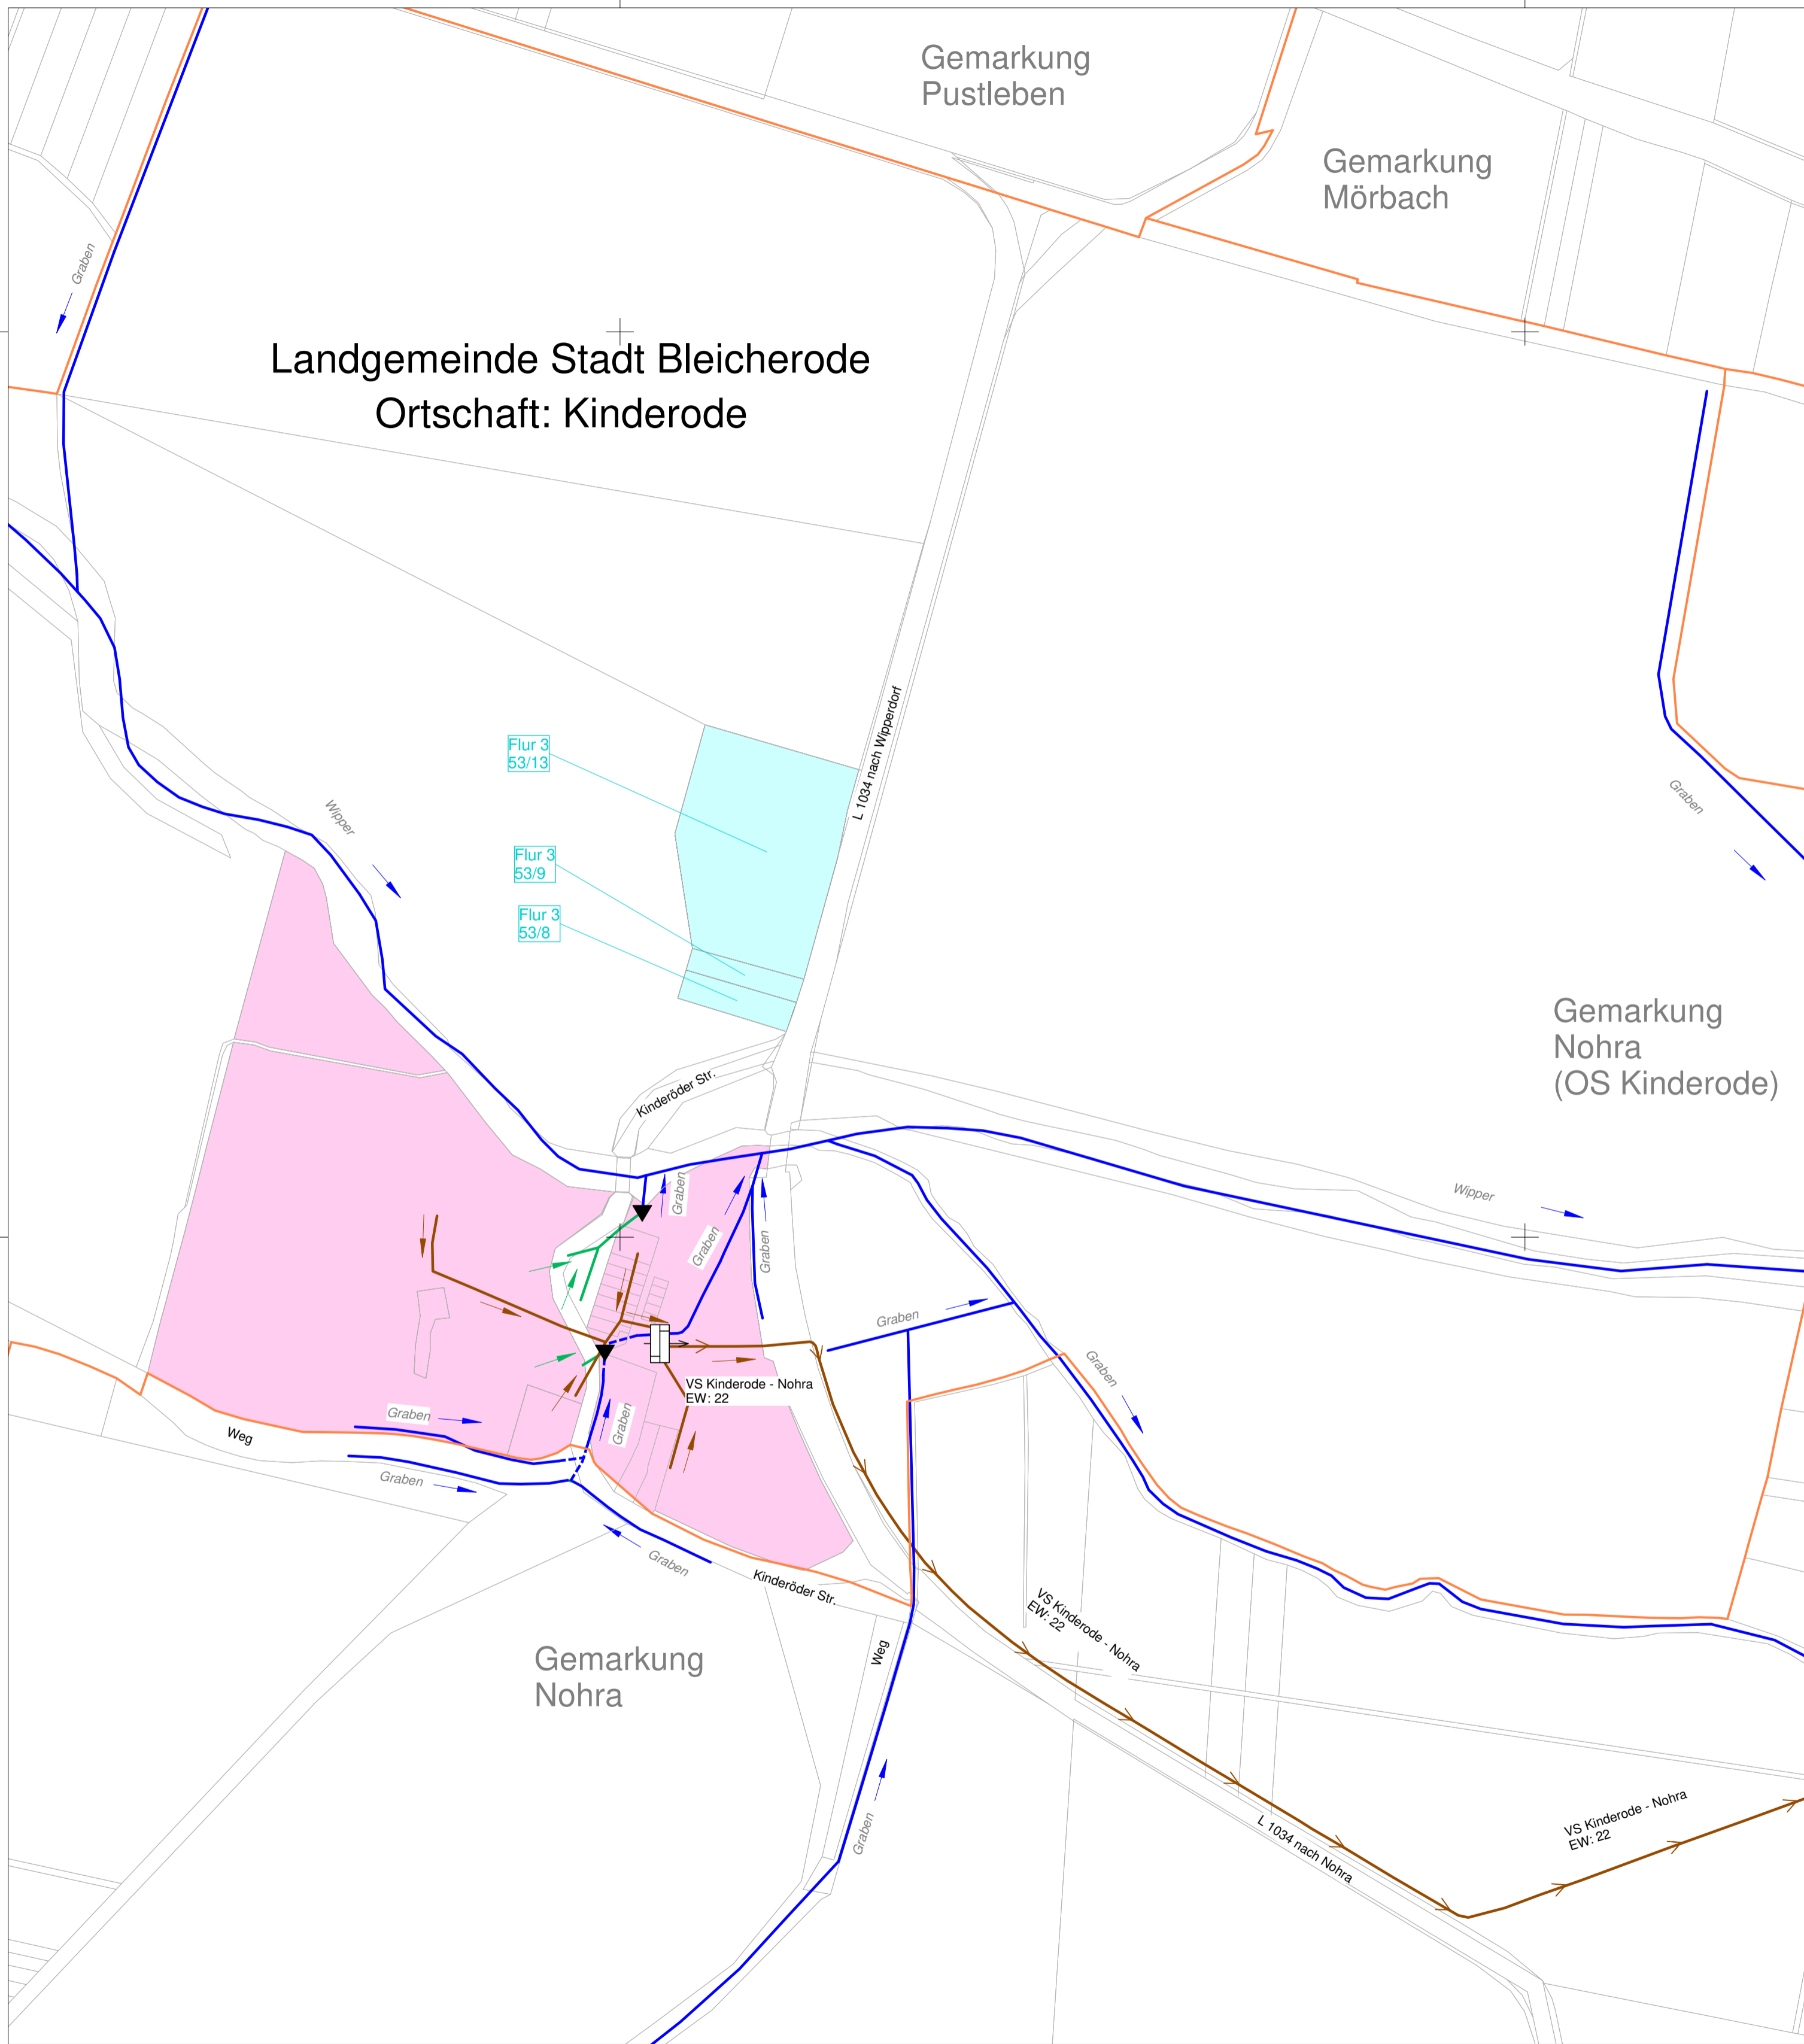 Gemarkung
Pustleben
Gemarkung
Mörbach
Graben
Landgemeinde Stadt Bleicherode
Ortschaft: Kinderode
L 1034 nach Wipperdorf
Flur 3
53/13
Graben
Wipper
Flur 3
53/9
Flur 3
53/8
Gemarkung
Nohra
(OS Kinderode)
Kinderöder Str.
Graben
Wipper
Graben
Graben
Graben
Graben
VS Kinderode - Nohra
EW: 22
Graben
Graben
Weg
Graben
Graben
Kinderöder Str.
VS Kinderode - Nohra
EW: 22
Gemarkung
Nohra
Weg
Graben
L 1034 nach Nohra
VS Kinderode - Nohra
EW: 22